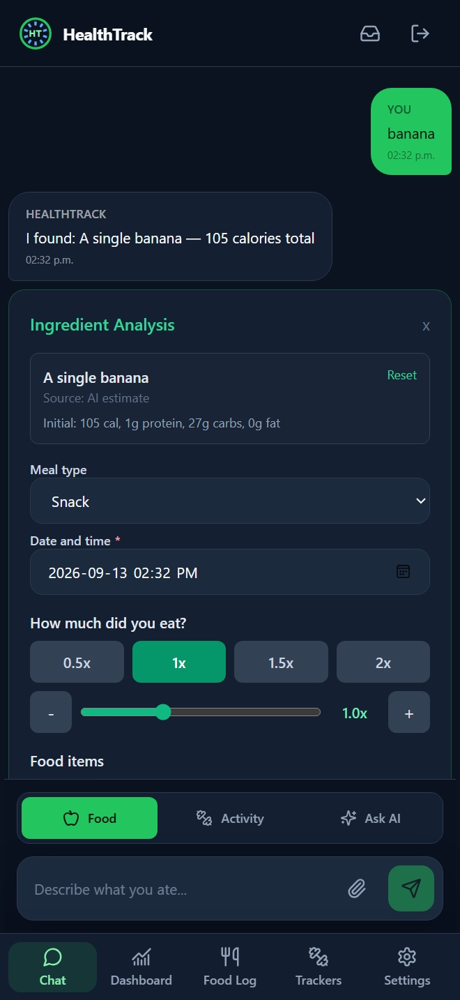 HT
HealthTrack
YOU
banana
02:32 p.m.
HEALTHTRACK
I found: A single banana — 105 calories total
02:32 p.m.
Ingredient Analysis
x
A single banana
Reset
Source: AI estimate
Initial: 105 cal, 1g protein, 27g carbs, 0g fat
Meal type
Snack
Date and time *
2026-09-13 02:32 PM
How much did you eat?
0.5x 1x 1.5x 2x
- 1.0x +
Food items
Food Activity Ask AI
Describe what you ate...
Chat Dashboard Food Log Trackers Settings